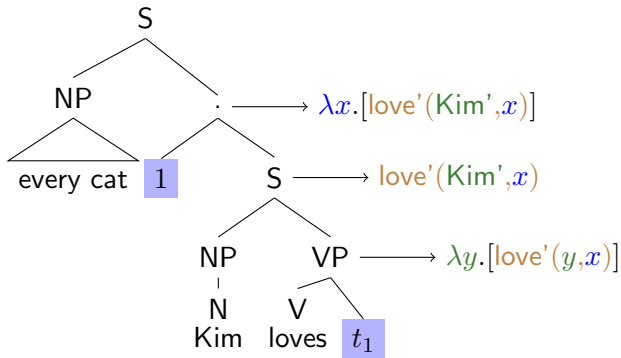 S
NP . λx.[love'(Kim',x)]
every cat 1 S love'(Kim',x)
NP VP λy.[love'(y,x)]
N V
Kim loves t₁